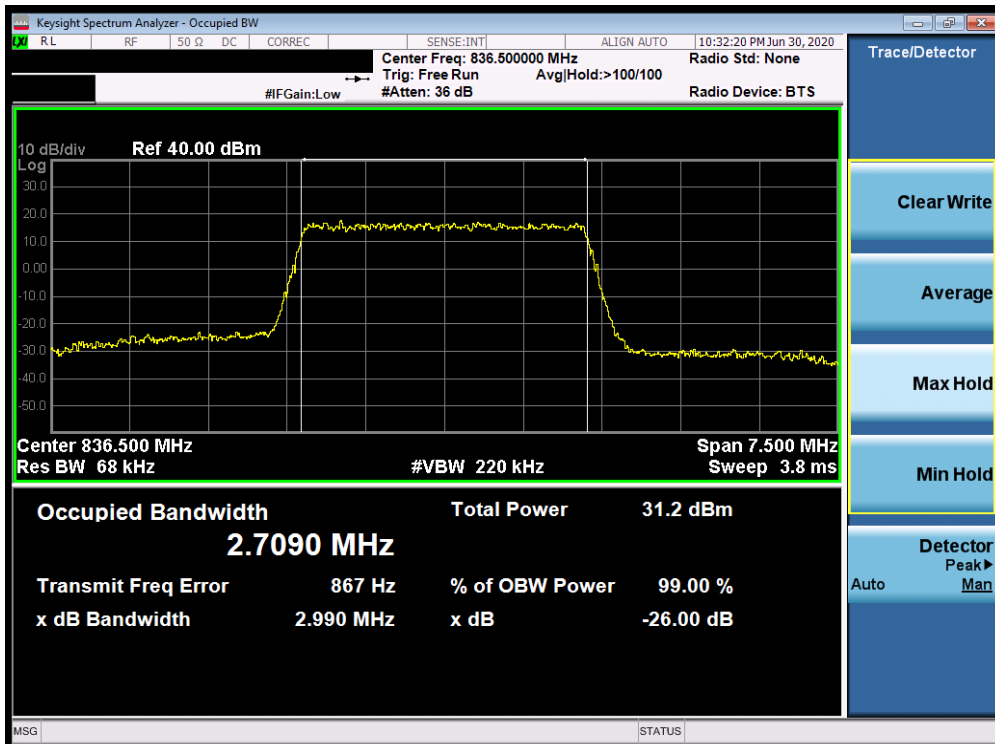 Keysight Spectrum Analyzer - Occupied BW
LXI RL RF 50 Ω DC CORREC SENSE:INT ALIGN AUTO 10:32:20 PM Jun 30, 2020
Center Freq: 836.500000 MHz Radio Std: None
Trig: Free Run Avg|Hold:>100/100
#IFGain:Low #Atten: 36 dB Radio Device: BTS
10 dB/div Ref 40.00 dBm
Log
30.0
20.0
10.0
0.00
-10.0
-20.0
-30.0
-40.0
-50.0
Center 836.500 MHz Span 7.500 MHz
Res BW 68 kHz #VBW 220 kHz Sweep 3.8 ms
Occupied Bandwidth Total Power 31.2 dBm
2.7090 MHz
Transmit Freq Error 867 Hz % of OBW Power 99.00 %
x dB Bandwidth 2.990 MHz x dB -26.00 dB
MSG STATUS
Trace/Detector
Clear Write
Average
Max Hold
Min Hold
Detector
Peak▶
Auto Man